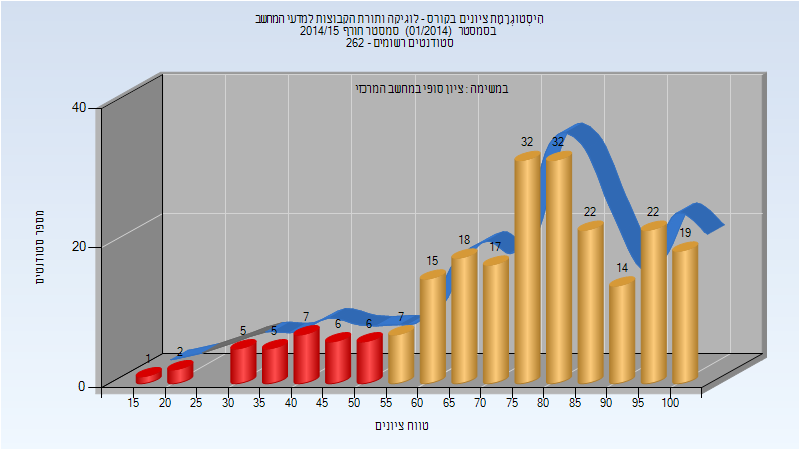 היסטוגרמת ציונים בקורס - לוגיקה ותורת הקבוצות למדעי המחשב
בסמסטר (01/2014) סמסטר חורף 2014/15
סטודנטים רשומים - 262
במשימה : ציון סופי במחשב המרכזי
מספר סטודנטים
40
20
0
1
2
5
5
7
6
6
7
15
18
17
32
32
22
14
22
19
15 20 25 30 35 40 45 50 55 60 65 70 75 80 85 90 95 100
טווח ציונים